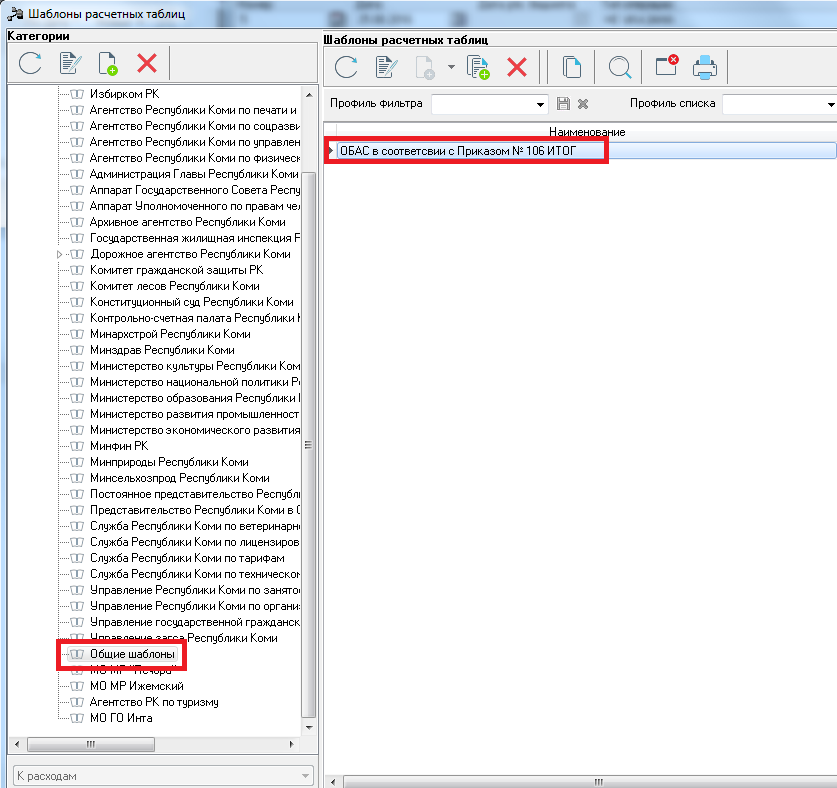 Шаблоны расчетных таблиц
Категории
Избирком РК
Агентство Республики Коми по печати и
Агентство Республики Коми по соцразви
Агентство Республики Коми по управлен
Агентство Республики Коми по физическ
Администрация Главы Республики Коми
Аппарат Государственного Совета Респу
Аппарат Уполномоченного по правам чел
Архивное агентство Республики Коми
Государственная жилищная инспекция Р
Дорожное агентство Республики Коми
Комитет гражданской защиты РК
Комитет лесов Республики Коми
Конституционный суд Республики Коми
Контрольно-счетная палата Республики К
Минархстрой Республики Коми
Минздрав Республики Коми
Министерство культуры Республики Ком
Министерство национальной политики Р
Министерство образования Республики
Министерство развития промышленност
Министерство экономического развития
Минфин РК
Минприроды Республики Коми
Минсельхозпрод Республики Коми
Постоянное представительство Республ
Представительство Республики Коми в С
Служба Республики Коми по ветеринарн
Служба Республики Коми по лицензиров
Служба Республики Коми по тарифам
Служба Республики Коми по техническом
Управление Республики Коми по занято
Управление Республики Коми по органи
Управление государственной гражданск
Управление загса Республики Коми
Общие шаблоны
МО МР "Печора"
МО МР Ижемский
Агентство РК по туризму
МО ГО Инта
К расходам
Шаблоны расчетных таблиц
Профиль фильтра
Профиль списка
Наименование
ОБАС в соответсвии с Приказом № 106 ИТОГ